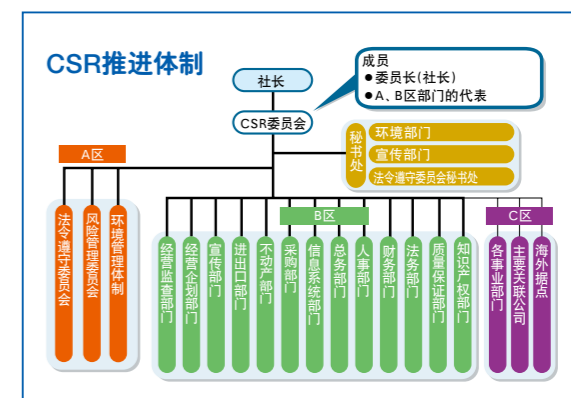 CSR推进体制
社长
CSR委员会
成员
●委员长(社长)
●A、B区部门的代表
秘书处
环境部门
宣传部门
法令遵守委员会秘书处
A区
法令遵守委员会
风险管理委员会
环境管理体制
B区
经营监查部门
经营企划部门
宣传部门
进出口部门
不动产部门
采购部门
信息系统部门
总务部门
人事部门
财务部门
法务部门
质量保证部门
知识产权部门
C区
各事业部门
主要关联公司
海外据点